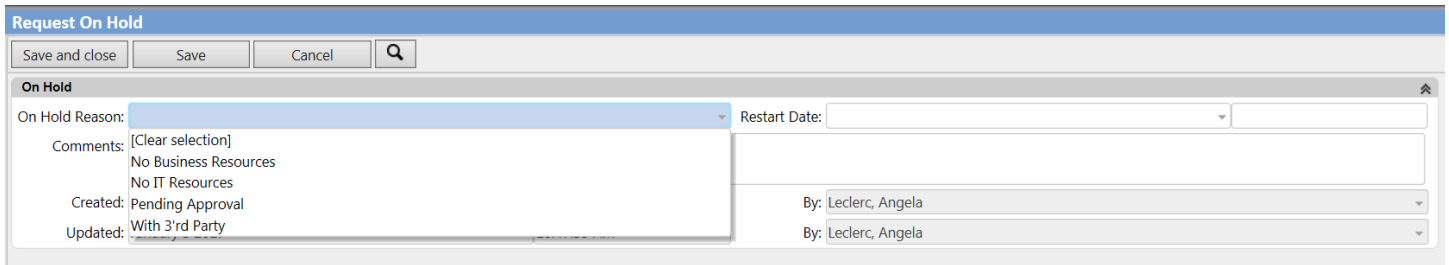 Request On Hold
Save and close Save Cancel
On Hold
On Hold Reason: Restart Date:
[Clear selection]
Comments:
No Business Resources
No IT Resources
Created: Pending Approval By: Leclerc, Angela
With 3'rd Party
Updated: By: Leclerc, Angela